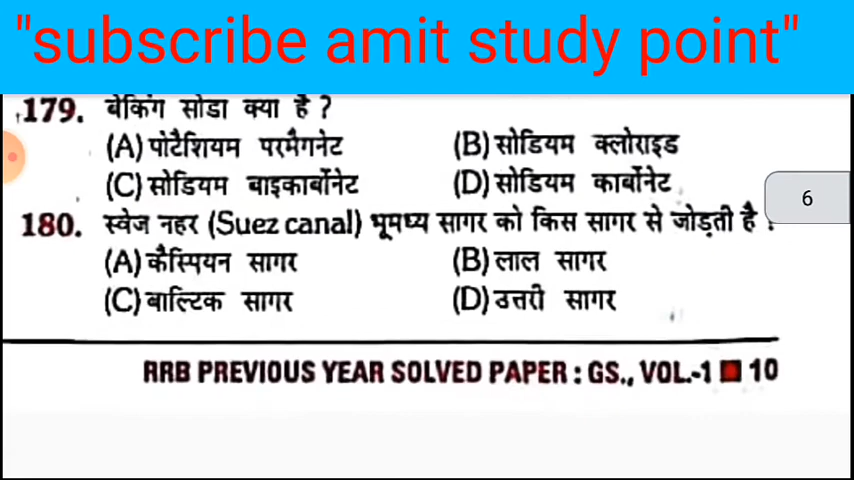 "subscribe amit study point"
179. बेकिंग सोडा क्या है ?
(A) पोटैशियम परमैगनेट (B) सोडियम क्लोराइड
(C) सोडियम बाइकार्बोनेट (D) सोडियम कार्बोनेट
6
180. स्वेज नहर (Suez canal) भूमध्य सागर को किस सागर से जोड़ती है ?
(A) कैस्पियन सागर (B) लाल सागर
(C) बाल्टिक सागर (D) उत्तरी सागर
RRB PREVIOUS YEAR SOLVED PAPER : GS., VOL.-1 ■ 10